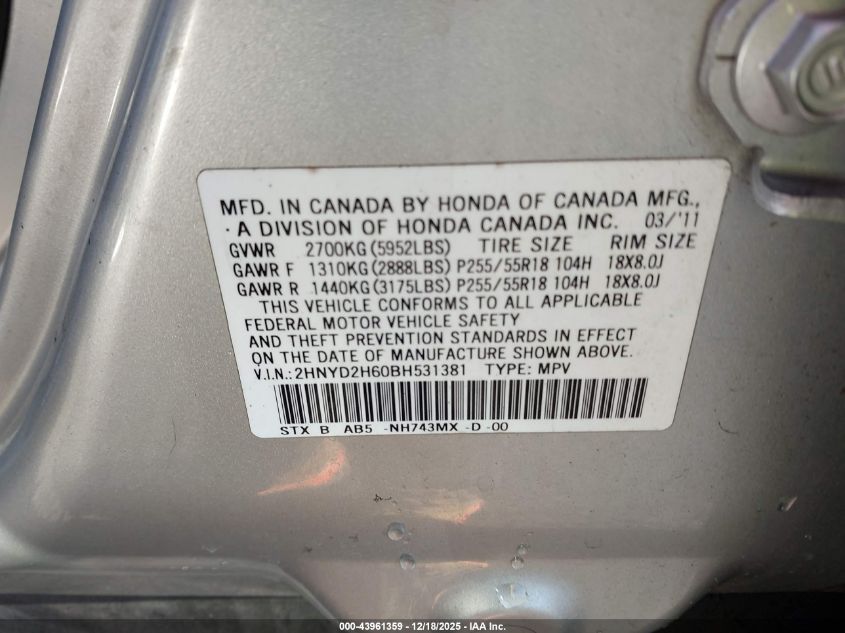 MFD. IN CANADA BY HONDA OF CANADA MFG.,
· A DIVISION OF HONDA CANADA INC. 03/'11
GVWR 2700KG(5952LBS) TIRE SIZE RIM SIZE
GAWR F 1310KG(2888LBS) P255/55R18 104H 18X8.0J
GAWR R 1440KG(3175LBS) P255/55R18 104H 18X8.0J
THIS VEHICLE CONFORMS TO ALL APPLICABLE
FEDERAL MOTOR VEHICLE SAFETY
AND THEFT PREVENTION STANDARDS IN EFFECT
ON THE DATE OF MANUFACTURE SHOWN ABOVE.
V.I.N.: 2HNYD2H60BH531381 TYPE: MPV
STX B AB5 -NH743MX -D -00
000-43961359 - 12/18/2025 - IAA Inc.